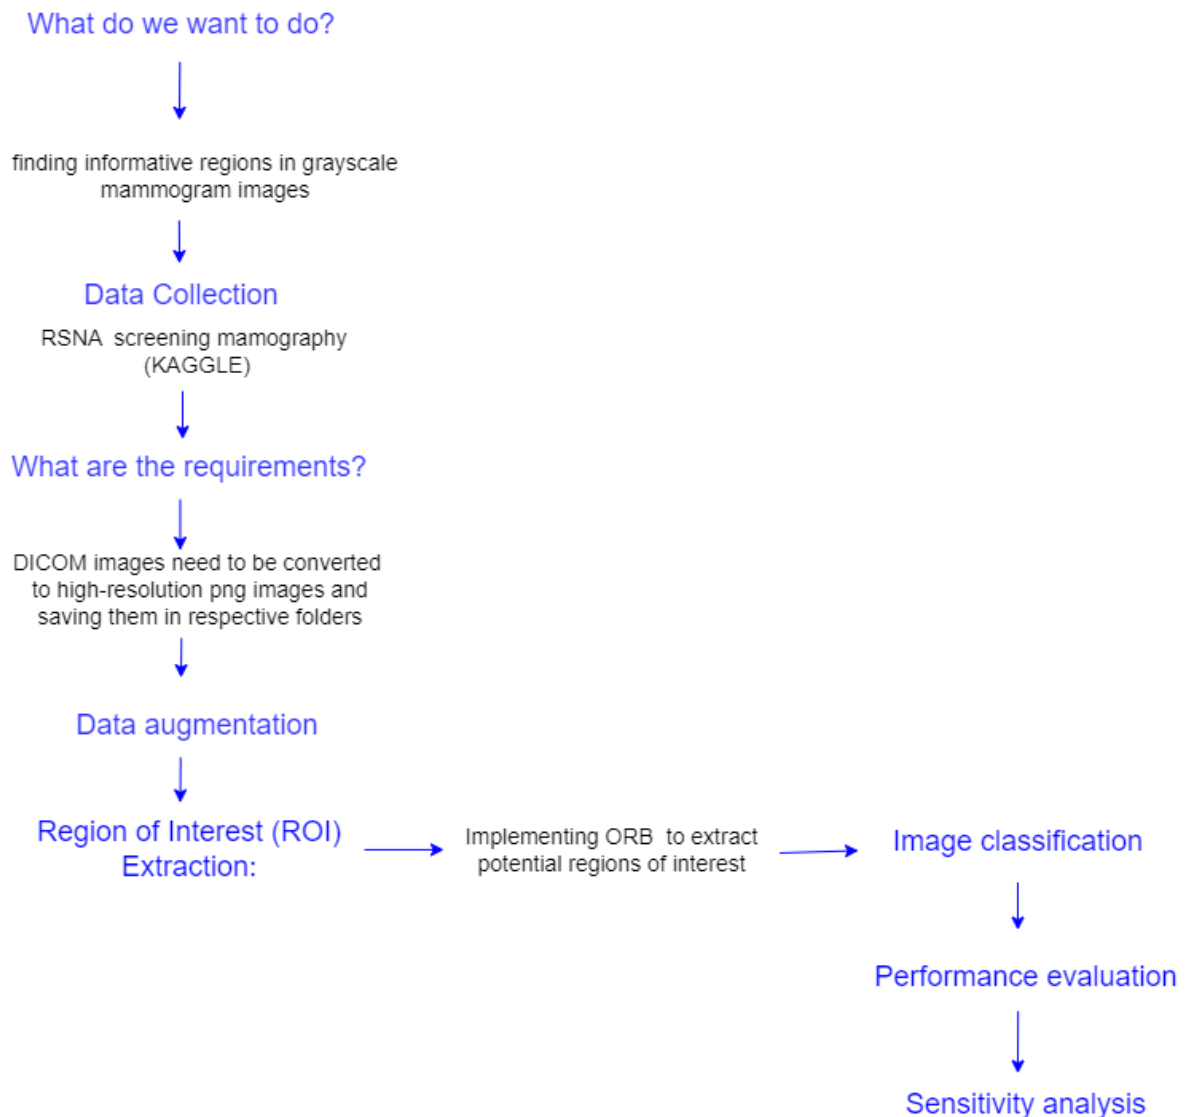 What do we want to do?
finding informative regions in grayscale
mammogram images
Data Collection
RSNA screening mamography
(KAGGLE)
What are the requirements?
DICOM images need to be converted
to high-resolution png images and
saving them in respective folders
Data augmentation
Region of Interest (ROI)
Extraction:
Implementing ORB to extract
potential regions of interest
Image classification
Performance evaluation
Sensitivity analysis